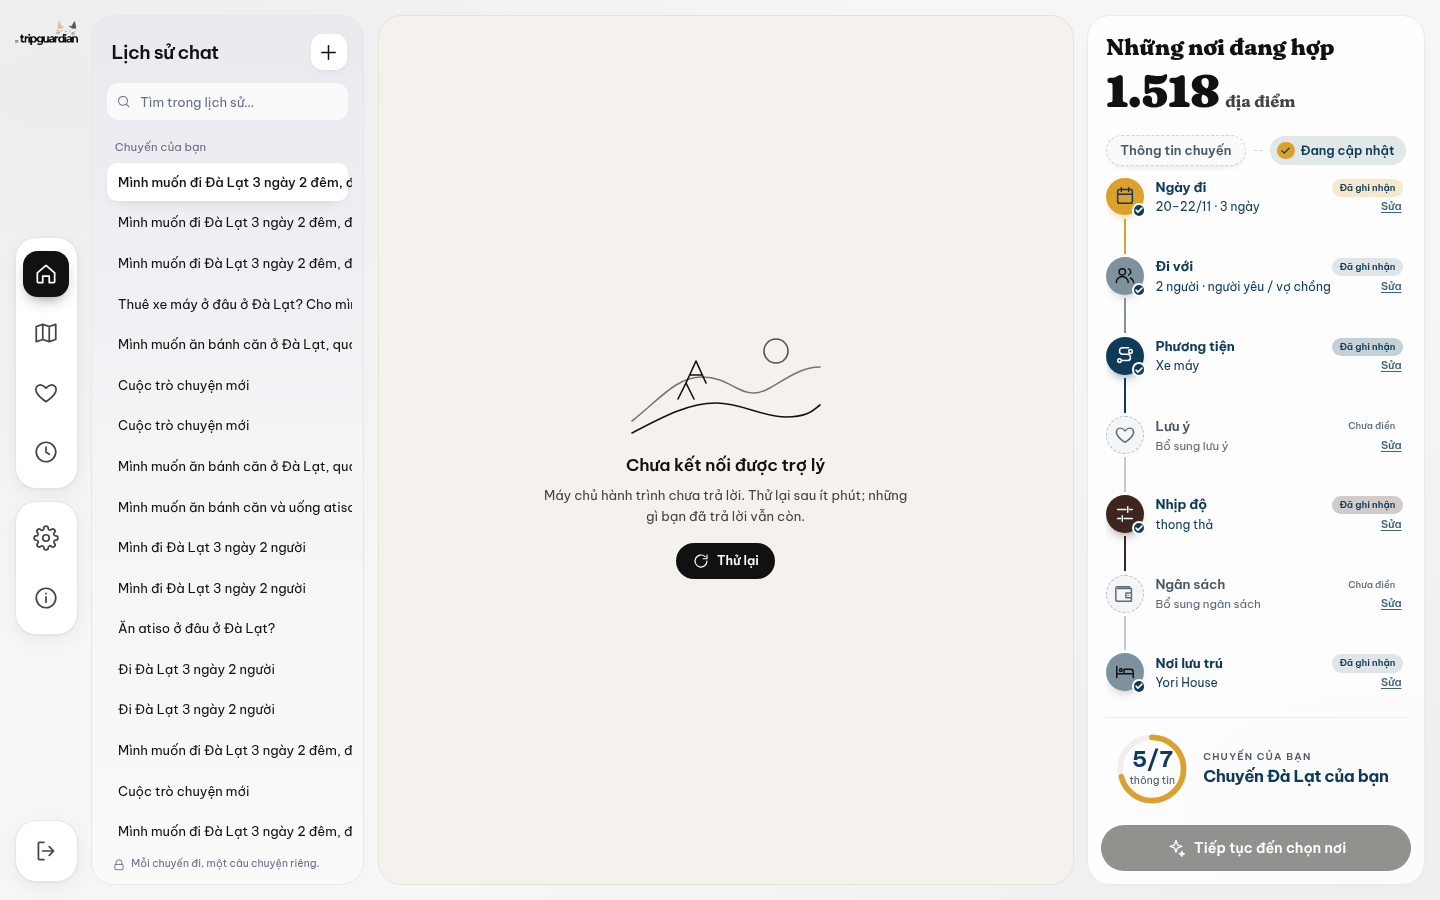 tripguardian
Lịch sử chat
Tìm trong lịch sử...
Chuyến của bạn
Mình muốn đi Đà Lạt 3 ngày 2 đêm, đ
Mình muốn đi Đà Lạt 3 ngày 2 đêm, đ
Mình muốn đi Đà Lạt 3 ngày 2 đêm, đ
Thuê xe máy ở đâu ở Đà Lạt? Cho mìn
Mình muốn ăn bánh căn ở Đà Lạt, quá
Cuộc trò chuyện mới
Cuộc trò chuyện mới
Mình muốn ăn bánh căn ở Đà Lạt, quá
Mình muốn ăn bánh căn và uống atiso
Mình đi Đà Lạt 3 ngày 2 người
Mình đi Đà Lạt 3 ngày 2 người
Ăn atiso ở đâu ở Đà Lạt?
Đi Đà Lạt 3 ngày 2 người
Đi Đà Lạt 3 ngày 2 người
Mình muốn đi Đà Lạt 3 ngày 2 đêm, đ
Cuộc trò chuyện mới
Mình muốn đi Đà Lạt 3 ngày 2 đêm, đ
Mỗi chuyến đi, một câu chuyện riêng.
Chưa kết nối được trợ lý
Máy chủ hành trình chưa trả lời. Thử lại sau ít phút; những
gì bạn đã trả lời vẫn còn.
Thử lại
Những nơi đang hợp
1.518 địa điểm
Thông tin chuyến
Đang cập nhật
Ngày đi
Đã ghi nhận
20–22/11 · 3 ngày
Sửa
Đi với
Đã ghi nhận
2 người · người yêu / vợ chồng
Sửa
Phương tiện
Đã ghi nhận
Xe máy
Sửa
Lưu ý
Chưa điền
Bổ sung lưu ý
Sửa
Nhịp độ
Đã ghi nhận
thong thả
Sửa
Ngân sách
Chưa điền
Bổ sung ngân sách
Sửa
Nơi lưu trú
Đã ghi nhận
Yori House
Sửa
5/7
thông tin
CHUYẾN CỦA BẠN
Chuyến Đà Lạt của bạn
Tiếp tục đến chọn nơi